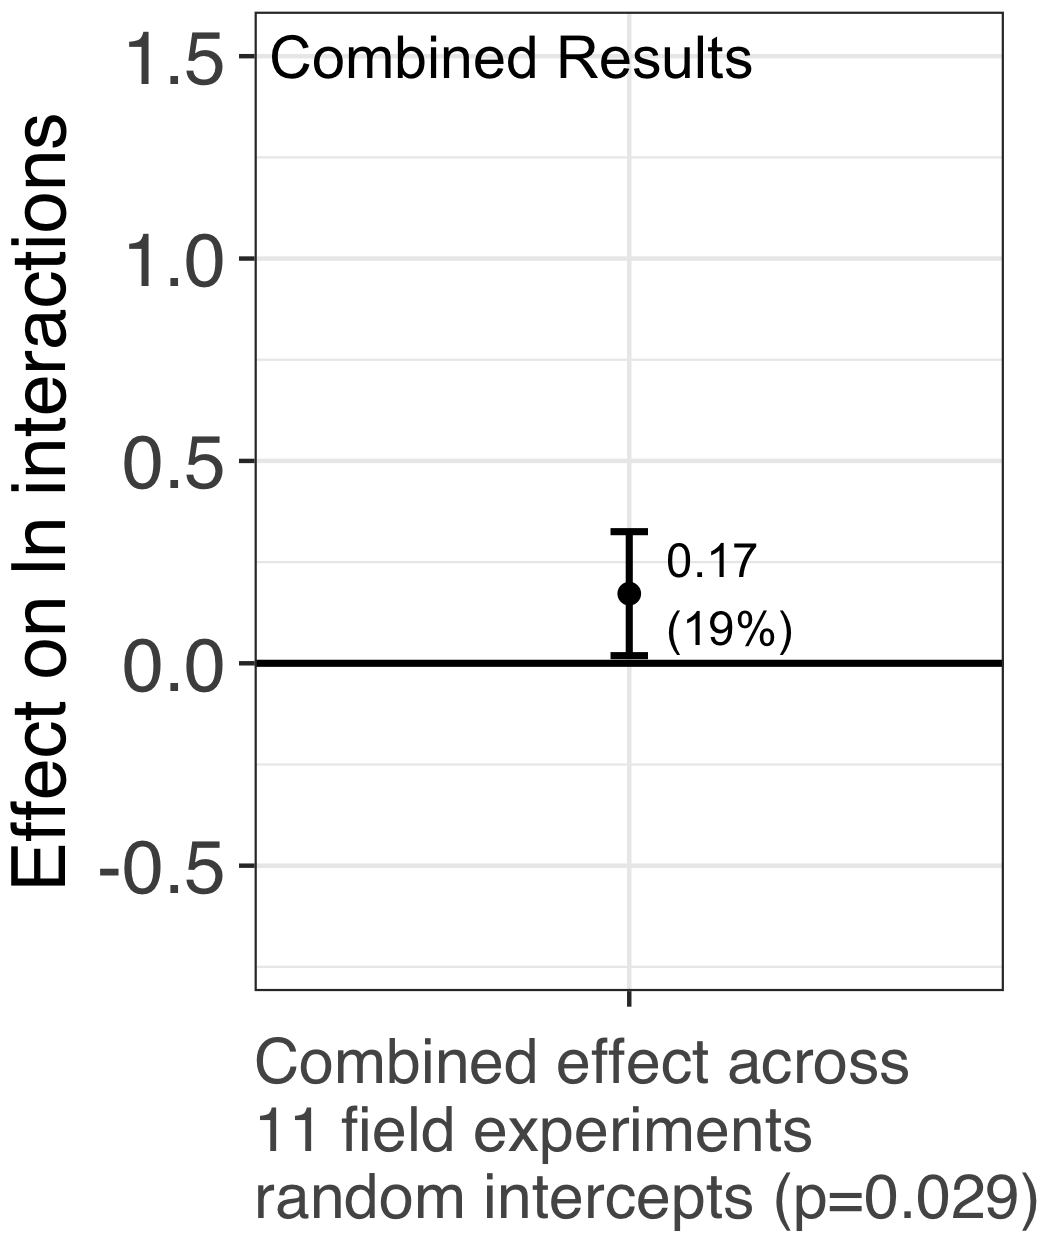 Combined Results
Effect on ln interactions
1.5
1.0
0.5
0.0
-0.5
0.17
(19%)
Combined effect across
11 field experiments
random intercepts (p=0.029)